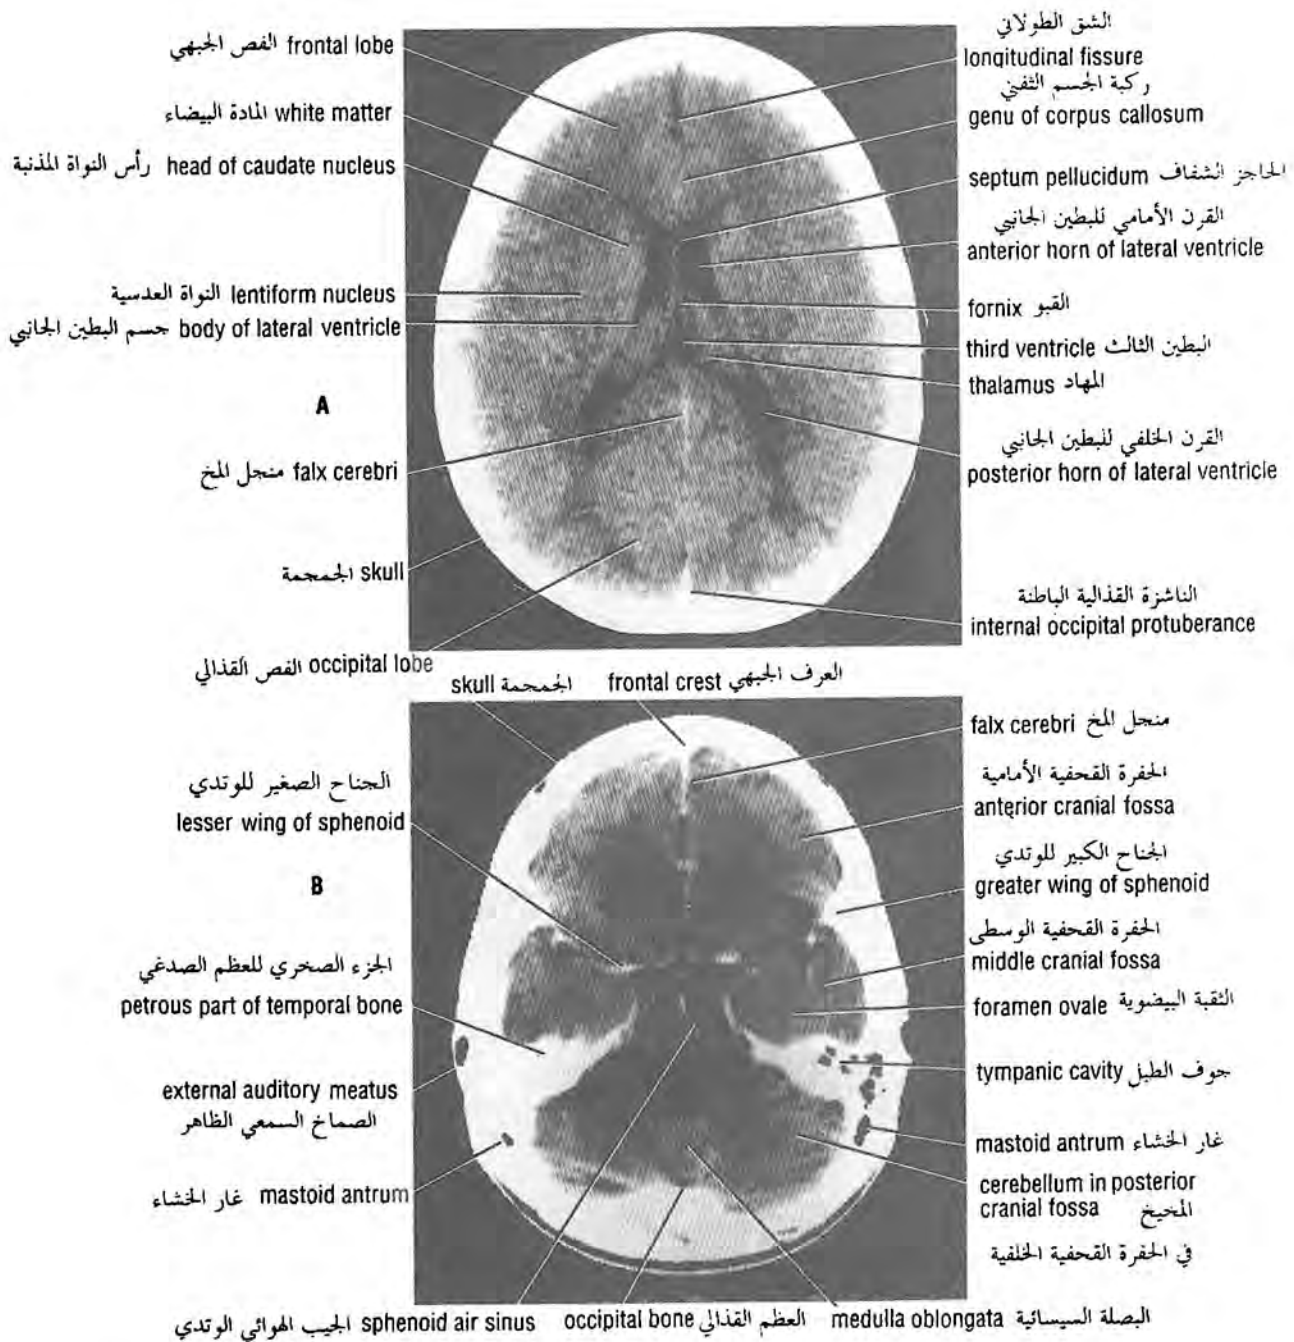 الفص الجبهي frontal lobe
المادة البيضاء white matter
رأس النواة المذنبة head of caudate nucleus
النواة العدسية lentiform nucleus
جسم البطين الجانبي body of lateral ventricle
A
منجل المخ falx cerebri
الجمجمة skull
الفص القذالي occipital lobe
الشق الطولاني
longitudinal fissure
ركبة الجسم الثفني
genu of corpus callosum
septum pellucidum الحاجز الشفاف
القرن الأمامي للبطين الجانبي
anterior horn of lateral ventricle
fornix القبو
third ventricle البطين الثالث
thalamus المهاد
القرن الخلفي للبطين الجانبي
posterior horn of lateral ventricle
الناشزة القذالية الباطنة
internal occipital protuberance
skull الجمجمة
frontal crest العرف الجبهي
الجناح الصغير للوتدي
lesser wing of sphenoid
B
الجزء الصخري للعظم الصدغي
petrous part of temporal bone
external auditory meatus
الصماخ السمعي الظاهر
غار الخشاء mastoid antrum
falx cerebri منجل المخ
الحفرة القحفية الأمامية
anterior cranial fossa
الجناح الكبير للوتدي
greater wing of sphenoid
الحفرة القحفية الوسطى
middle cranial fossa
foramen ovale الثقبة البيضوية
tympanic cavity جوف الطبل
mastoid antrum غار الخشاء
cerebellum in posterior
cranial fossa المخيخ
في الحفرة القحفية الخلفية
الجيب الهوائي الوتدي sphenoid air sinus
occipital bone العظم القذالي
medulla oblongata البصلة السيسائية